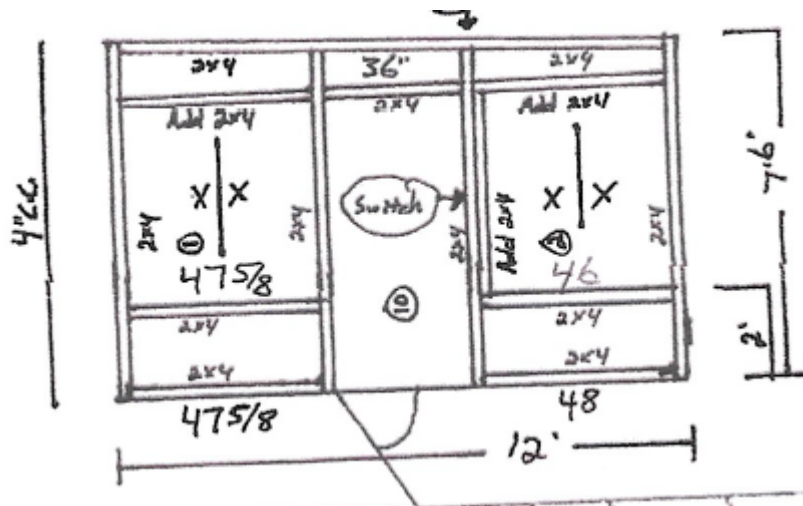 2x4 36" 2x4
Add 2x4 2x4 Add 2x4
4"c.c. X X Switch X X 7'6"
2x4 2x4 2x4 Add 2x4 2x4
1 2
47 5/8 46
10
2x4 2x4 2'
2x4 2x4
47 5/8 48
12'